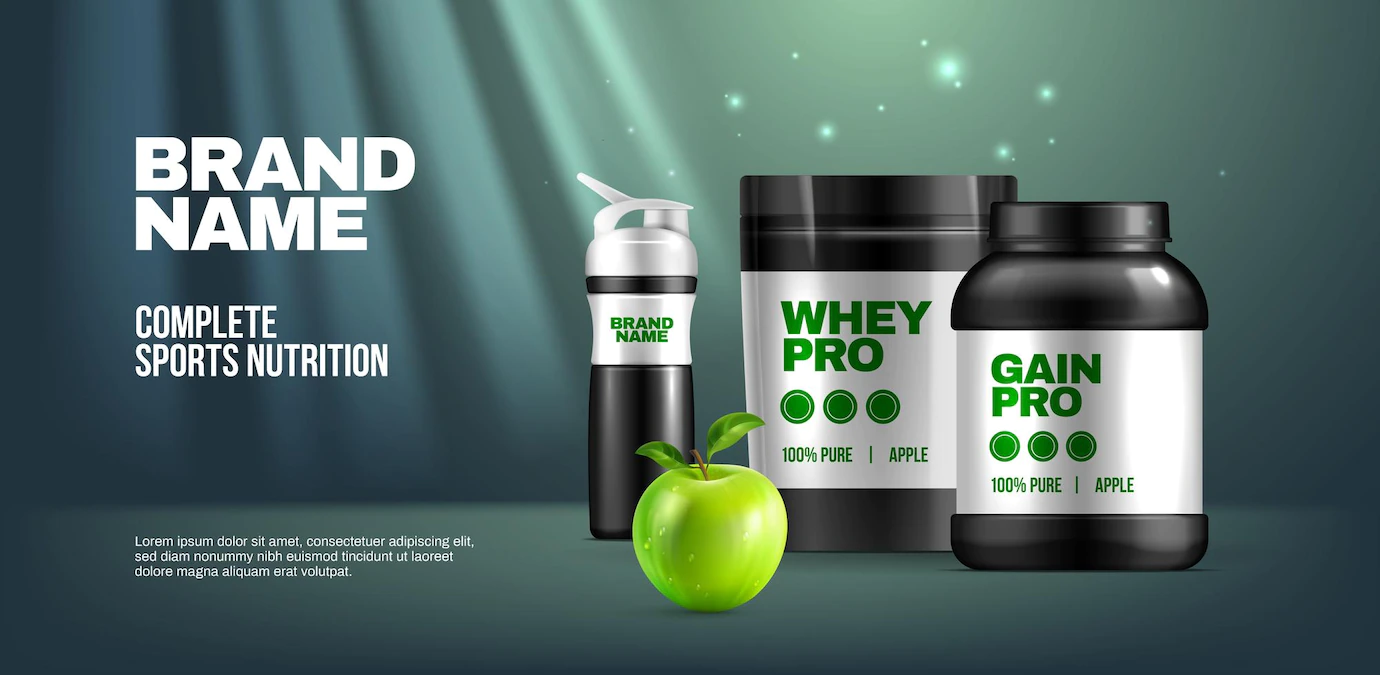 BRAND
NAME
COMPLETE
SPORTS NUTRITION
Lorem ipsum dolor sit amet, consectetuer adipiscing elit,
sed diam nonummy nibh euismod tincidunt ut laoreet
dolore magna aliquam erat volutpat.
BRAND
NAME
WHEY
PRO
100% PURE | APPLE
GAIN
PRO
100% PURE | APPLE